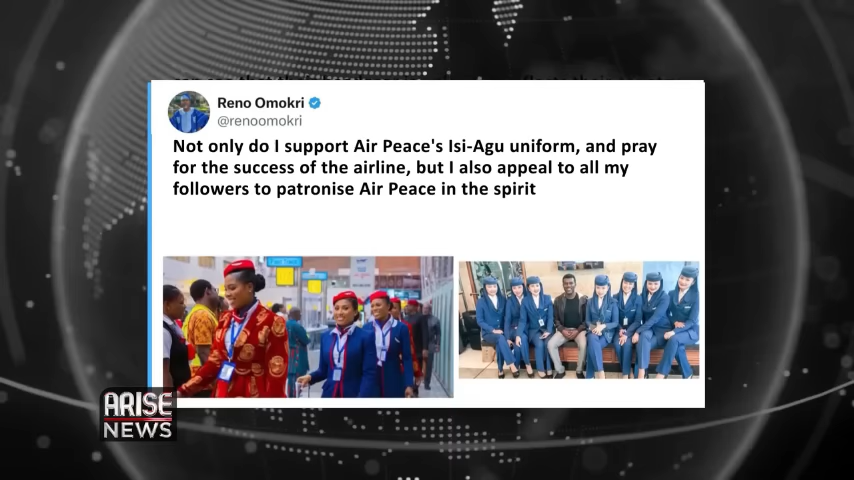 Reno Omokri
@renoomokri
Not only do I support Air Peace's Isi-Agu uniform, and pray
for the success of the airline, but I also appeal to all my
followers to patronise Air Peace in the spirit
ARISE
NEWS